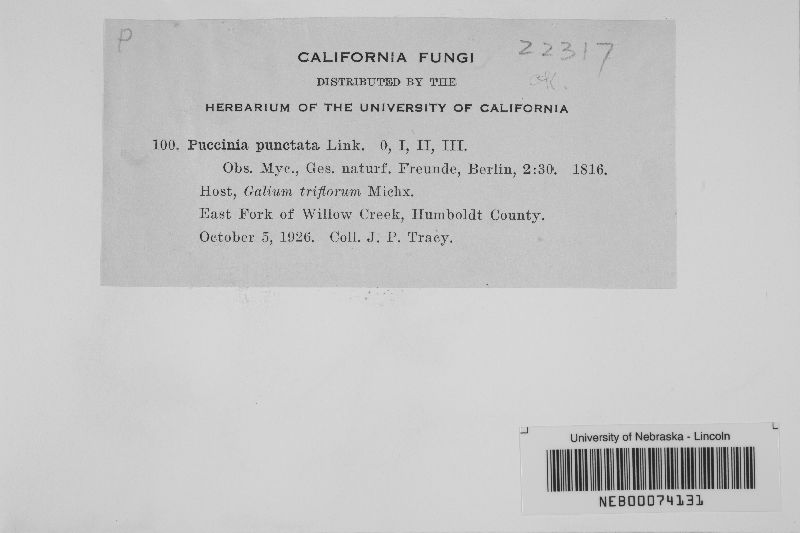 P
22317
CALIFORNIA FUNGI
DISTRIBUTED BY THE
HERBARIUM OF THE UNIVERSITY OF CALIFORNIA
100. Puccinia punctata Link. 0, I, II, III.
Obs. Myc., Ges. naturf. Freunde, Berlin, 2:30. 1816.
Host, Galium triflorum Michx.
East Fork of Willow Creek, Humboldt County.
October 5, 1926. Coll. J. P. Tracy.
University of Nebraska - Lincoln
NEB00074131